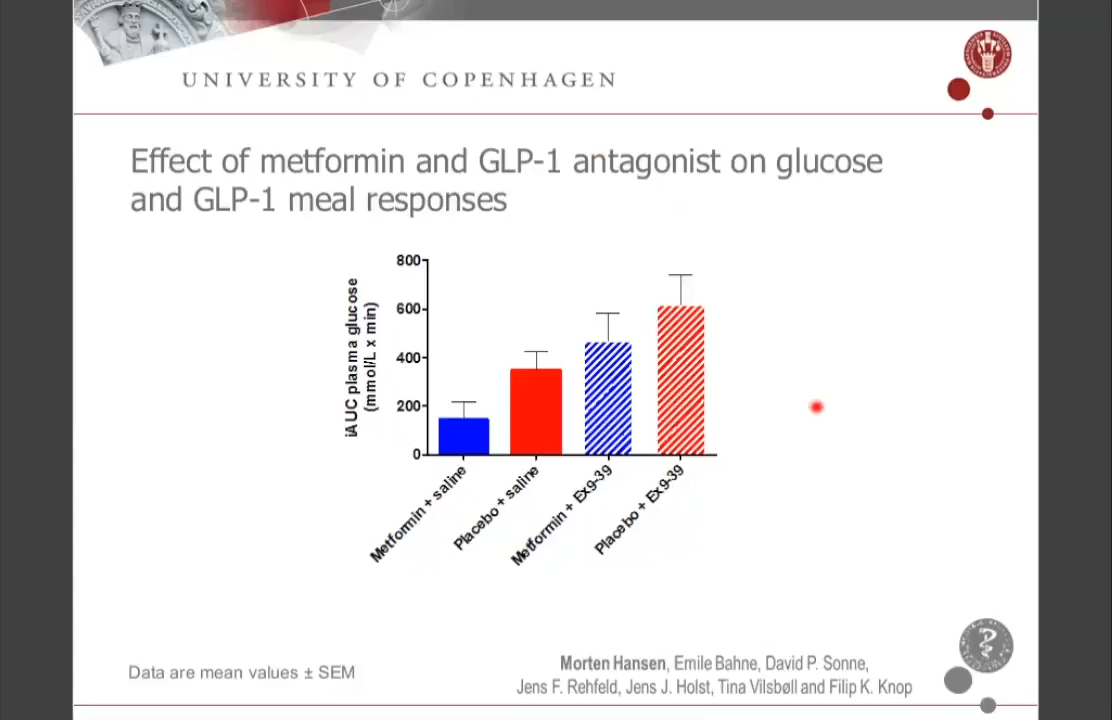 UNIVERSITY OF COPENHAGEN
Effect of metformin and GLP-1 antagonist on glucose
and GLP-1 meal responses
iAUC plasma glucose
(mmol/L x min)
800
600
400
200
0
Metformin + saline
Placebo + saline
Metformin + Ex9-39
Placebo + Ex9-39
Data are mean values ± SEM
Morten Hansen, Emilie Bahne, David P. Sonne,
Jens F. Rehfeld, Jens J. Holst, Tina Vilsbøll and Filip K. Knop